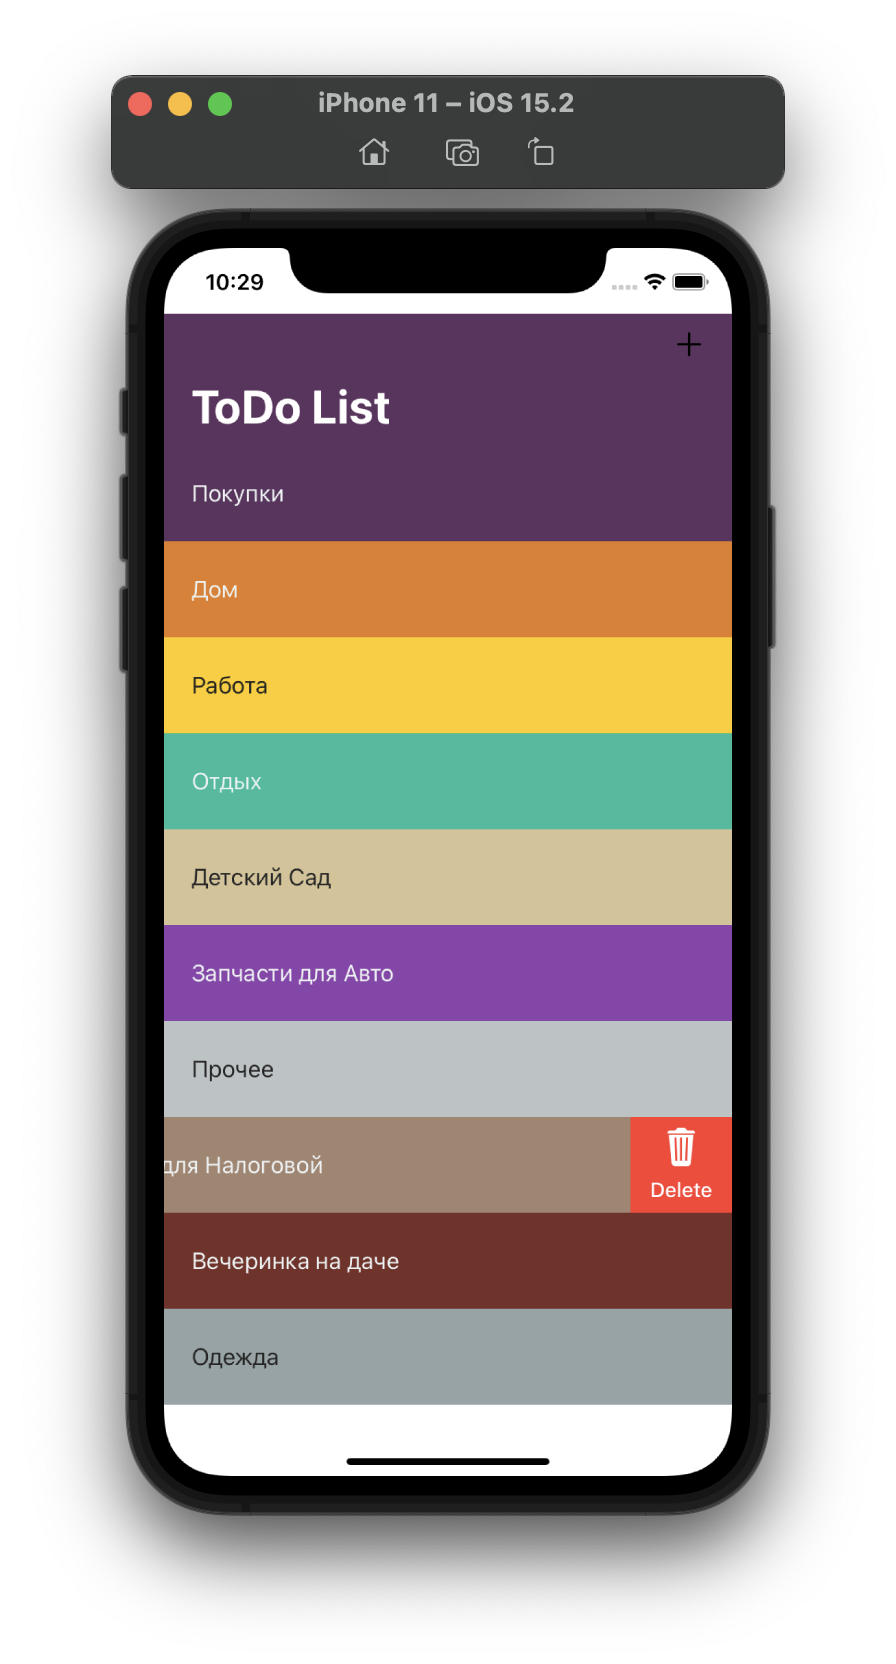 iPhone 11 – iOS 15.2
10:29
ToDo List
Покупки
Дом
Работа
Отдых
Детский Сад
Запчасти для Авто
Прочее
для Налоговой
Delete
Вечеринка на даче
Одежда